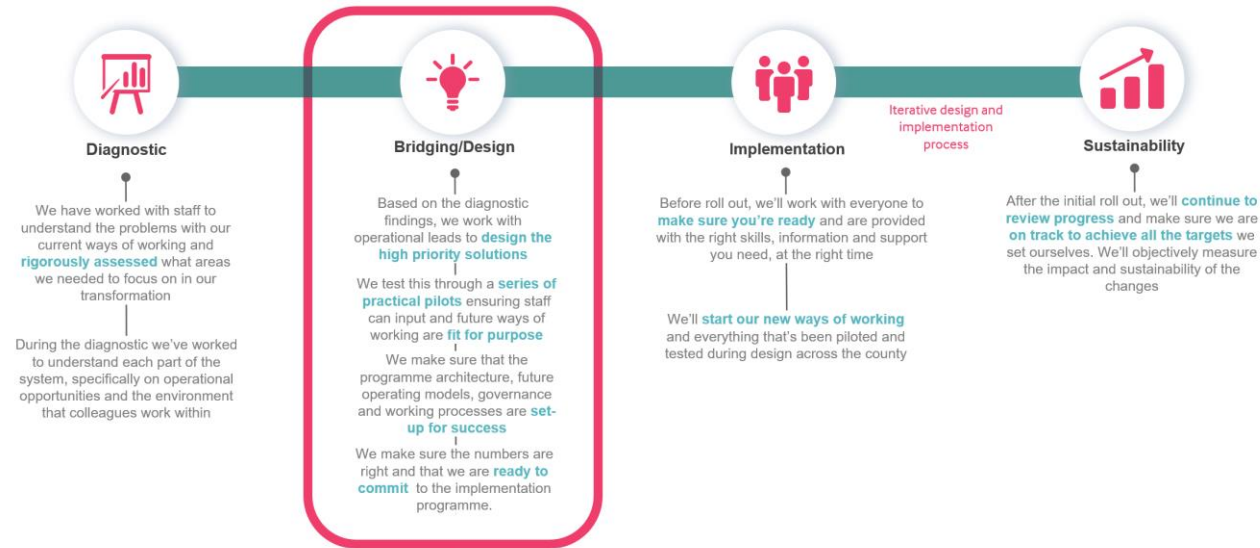 Diagnostic
We have worked with staff to
understand the problems with our
current ways of working and
rigorously assessed what areas
we needed to focus on in our
transformation
During the diagnostic we’ve worked
to understand each part of the
system, specifically on operational
opportunities and the environment
that colleagues work within
Bridging/Design
Based on the diagnostic
findings, we work with
operational leads to design the
high priority solutions
We test this through a series of
practical pilots ensuring staff
can input and future ways of
working are fit for purpose
We make sure that the
programme architecture, future
operating models, governance
and working processes are set-
up for success
We make sure the numbers are
right and that we are ready to
commit to the implementation
programme.
Implementation
Before roll out, we’ll work with everyone to
make sure you’re ready and are provided
with the right skills, information and support
you need, at the right time
We’ll start our new ways of working
and everything that’s been piloted and
tested during design across the county
Iterative design and
implementation
process
Sustainability
After the initial roll out, we’ll continue to
review progress and make sure we are
on track to achieve all the targets we
set ourselves. We’ll objectively measure
the impact and sustainability of the
changes